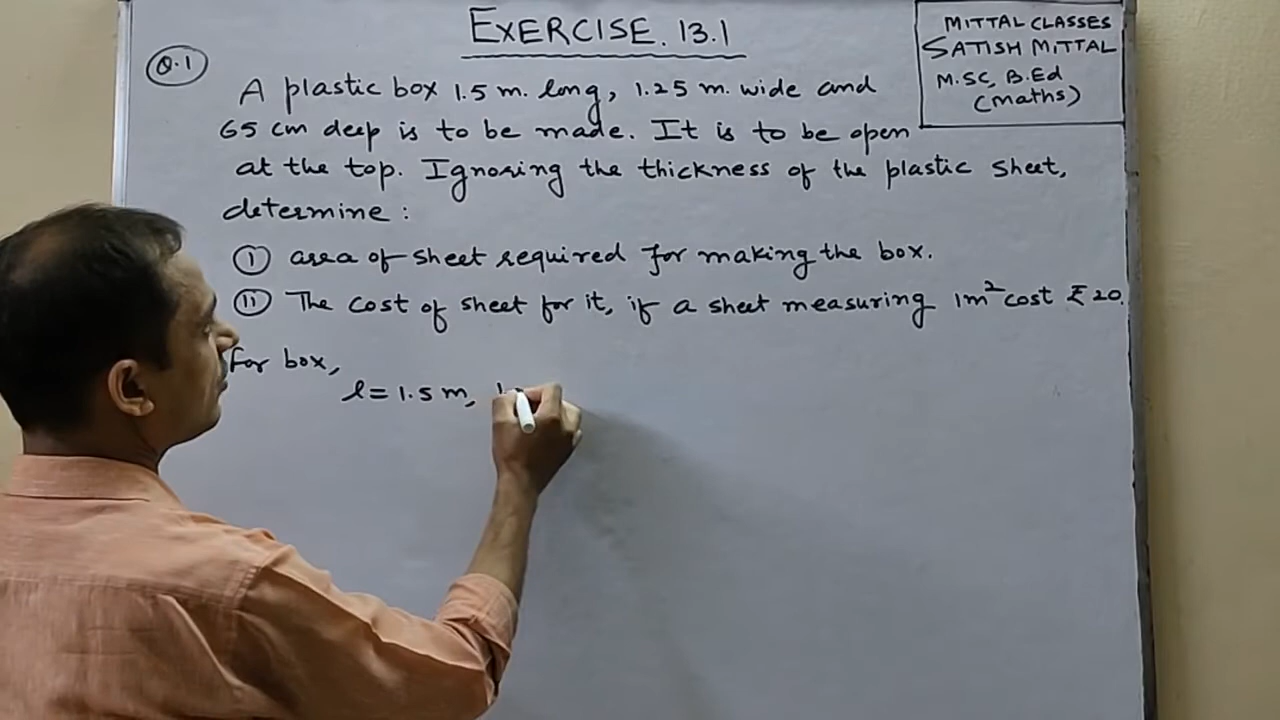 EXERCISE. 13.1
MITTAL CLASSES
SATISH MITTAL
M.SC, B.Ed
(maths)
Q.1
A plastic box 1.5 m. long, 1.25 m. wide and
65 cm deep is to be made. It is to be open
at the top. Ignoring the thickness of the plastic sheet,
determine :
(I) area of sheet required for making the box.
(II) The cost of sheet for it, if a sheet measuring 1m² cost ₹ 20.
For box,
l = 1.5 m,